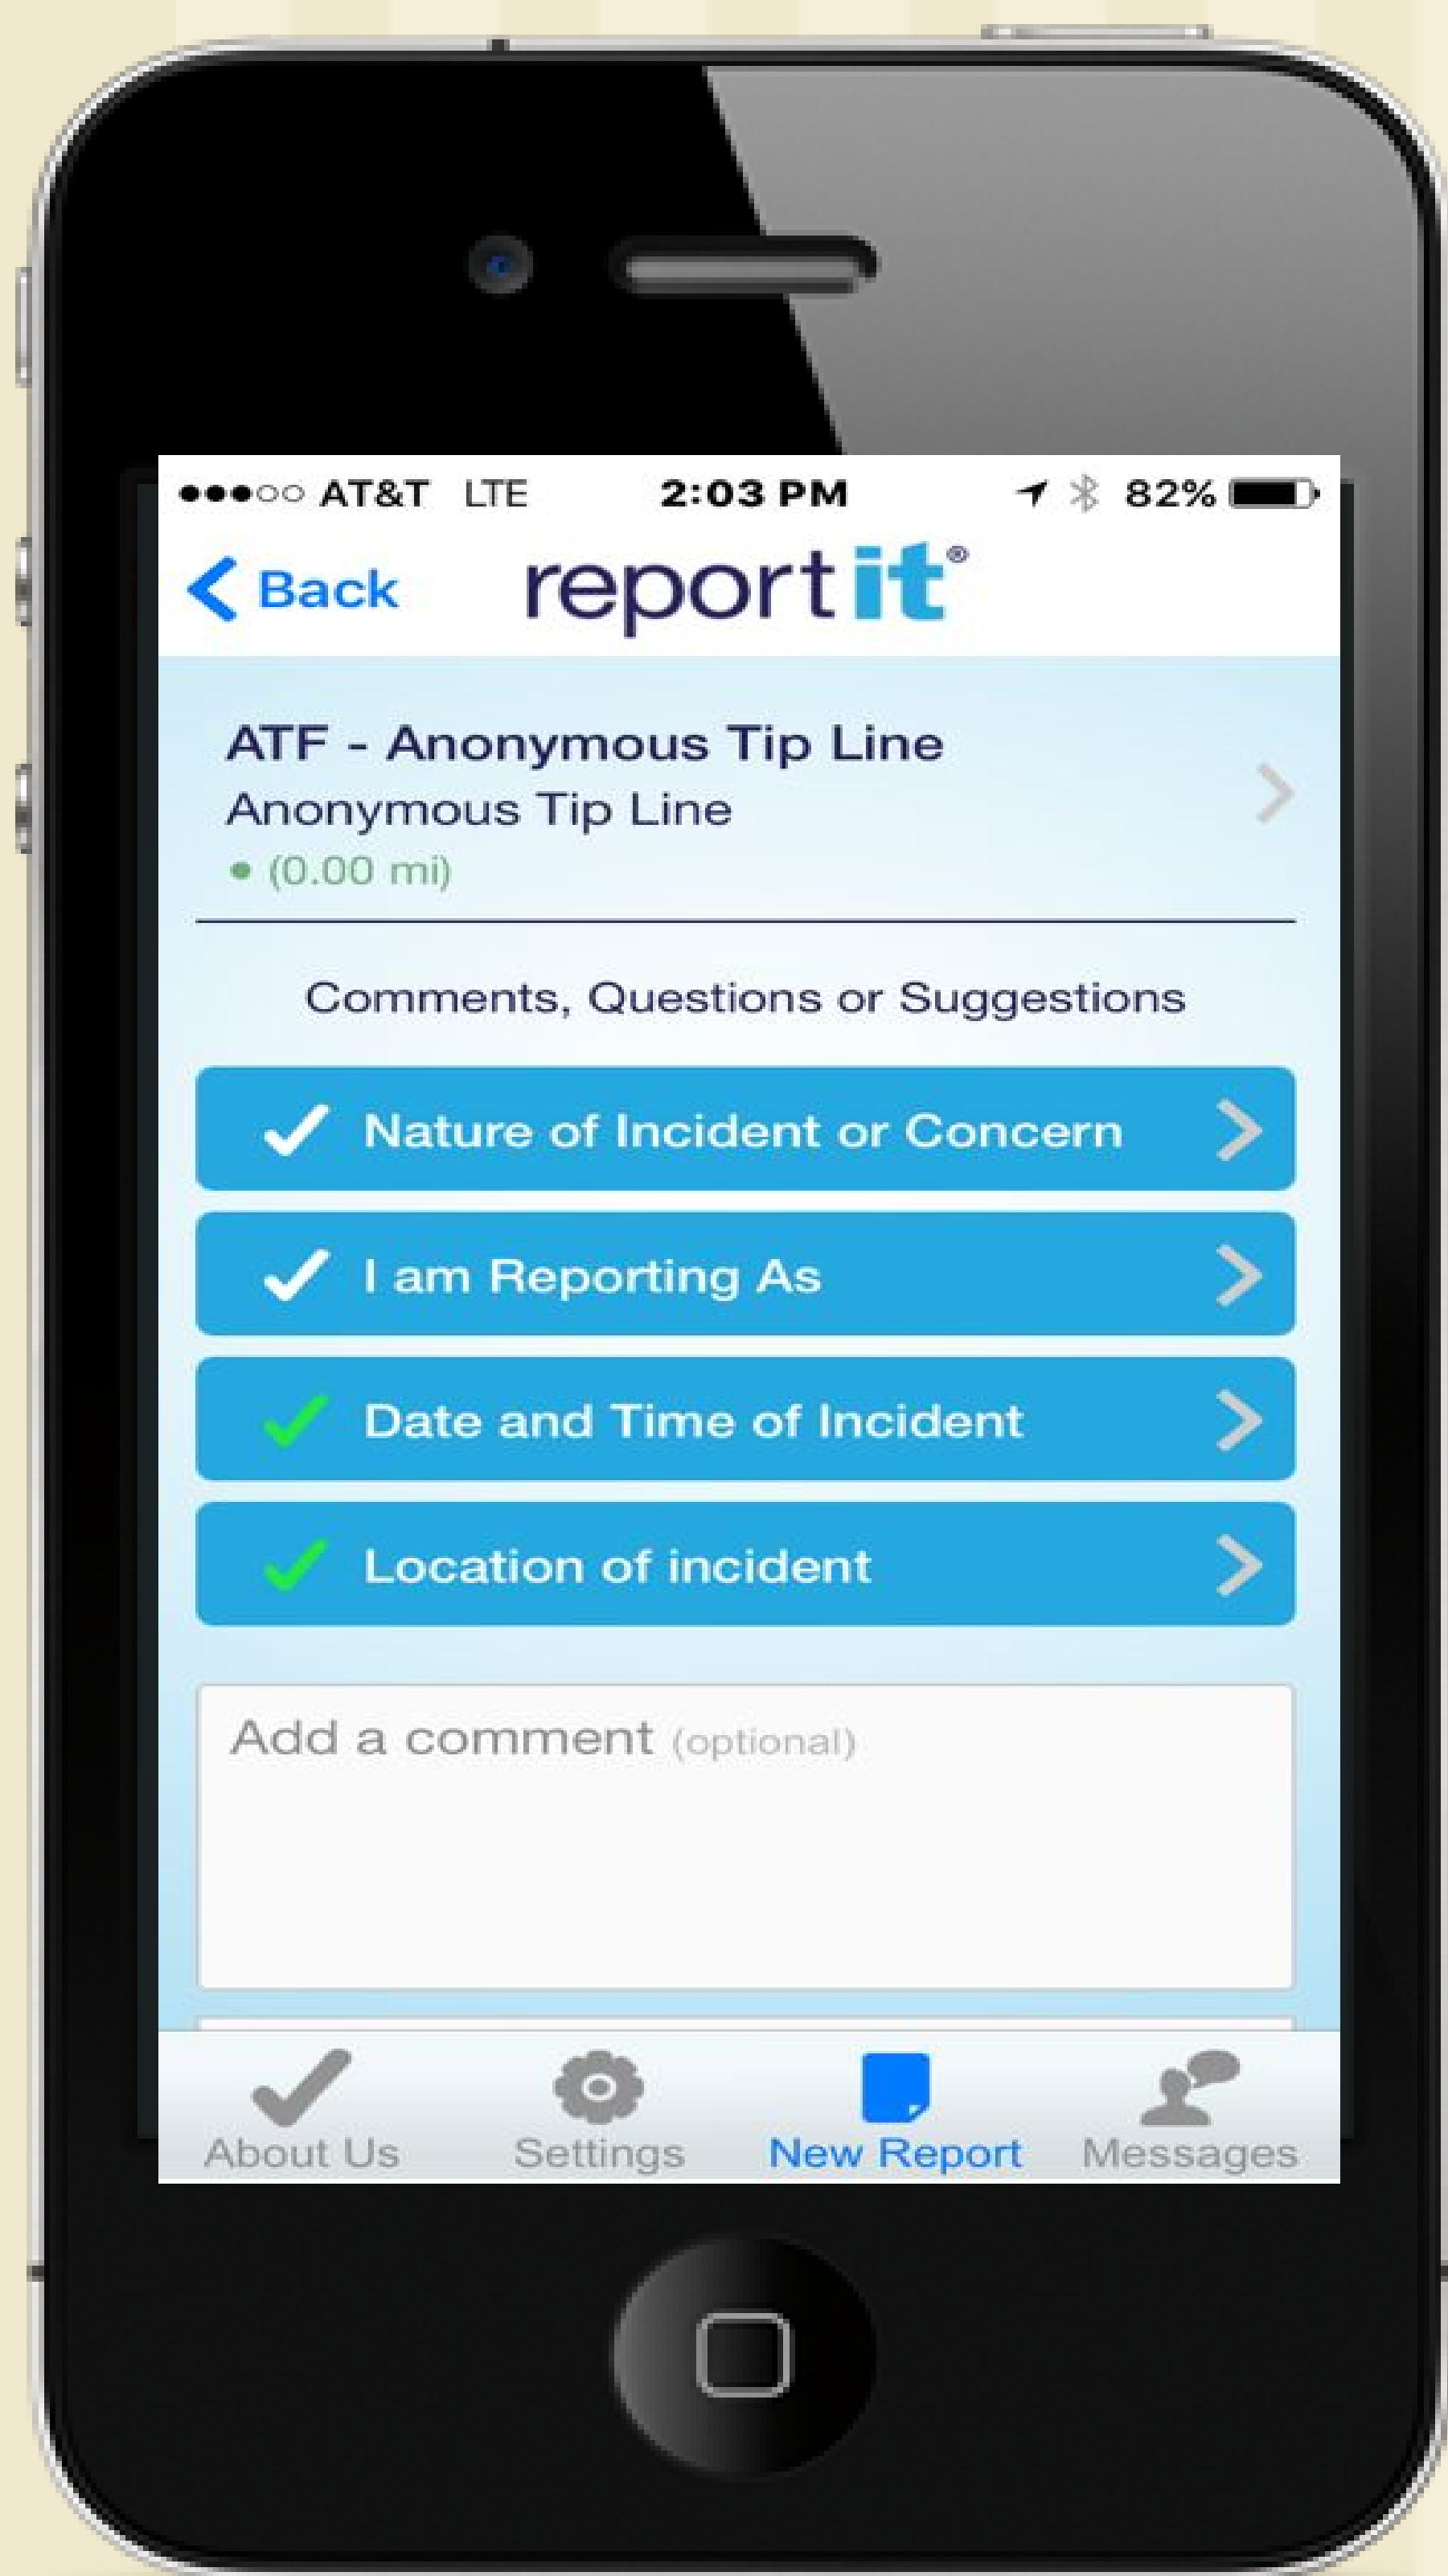 AT&T LTE 2:03 PM 82%
Back reportit®
ATF - Anonymous Tip Line
Anonymous Tip Line
• (0.00 mi)
Comments, Questions or Suggestions
Nature of Incident or Concern
I am Reporting As
Date and Time of Incident
Location of incident
Add a comment (optional)
About Us Settings New Report Messages